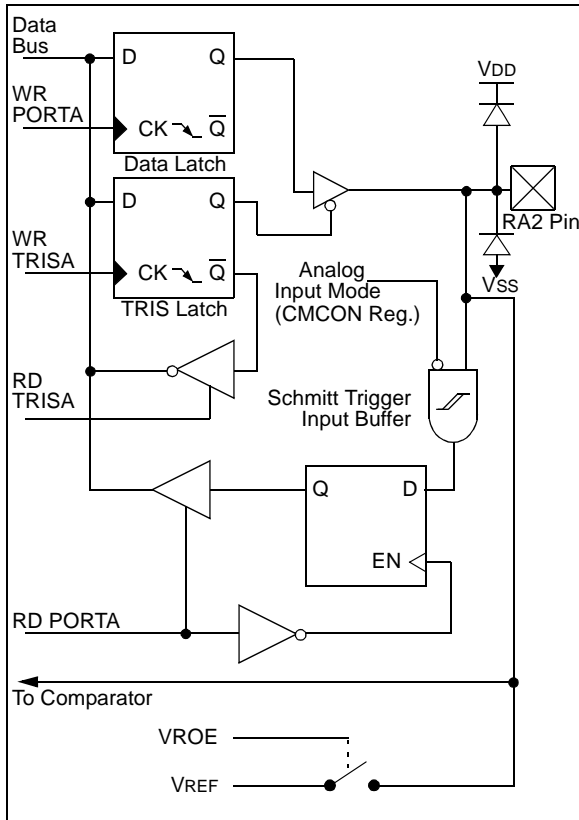 Data
Bus
D
Q
VDD
WR
PORTA
CK
Q
Data Latch
RA2 Pin
D
Q
WR
TRISA
CK
Q
TRIS Latch
VSS
Analog
Input Mode
(CMCON Reg.)
RD
TRISA
Schmitt Trigger
Input Buffer
Q
D
EN
RD PORTA
To Comparator
VROE
VREF